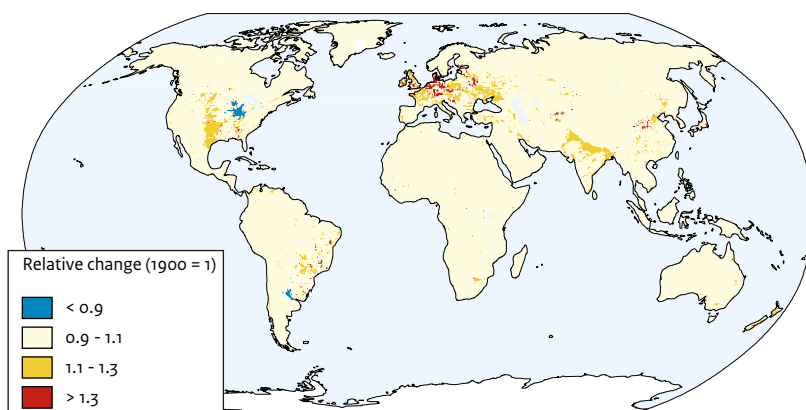 Relative change (1900 = 1)
< 0.9
0.9 - 1.1
1.1 - 1.3
> 1.3